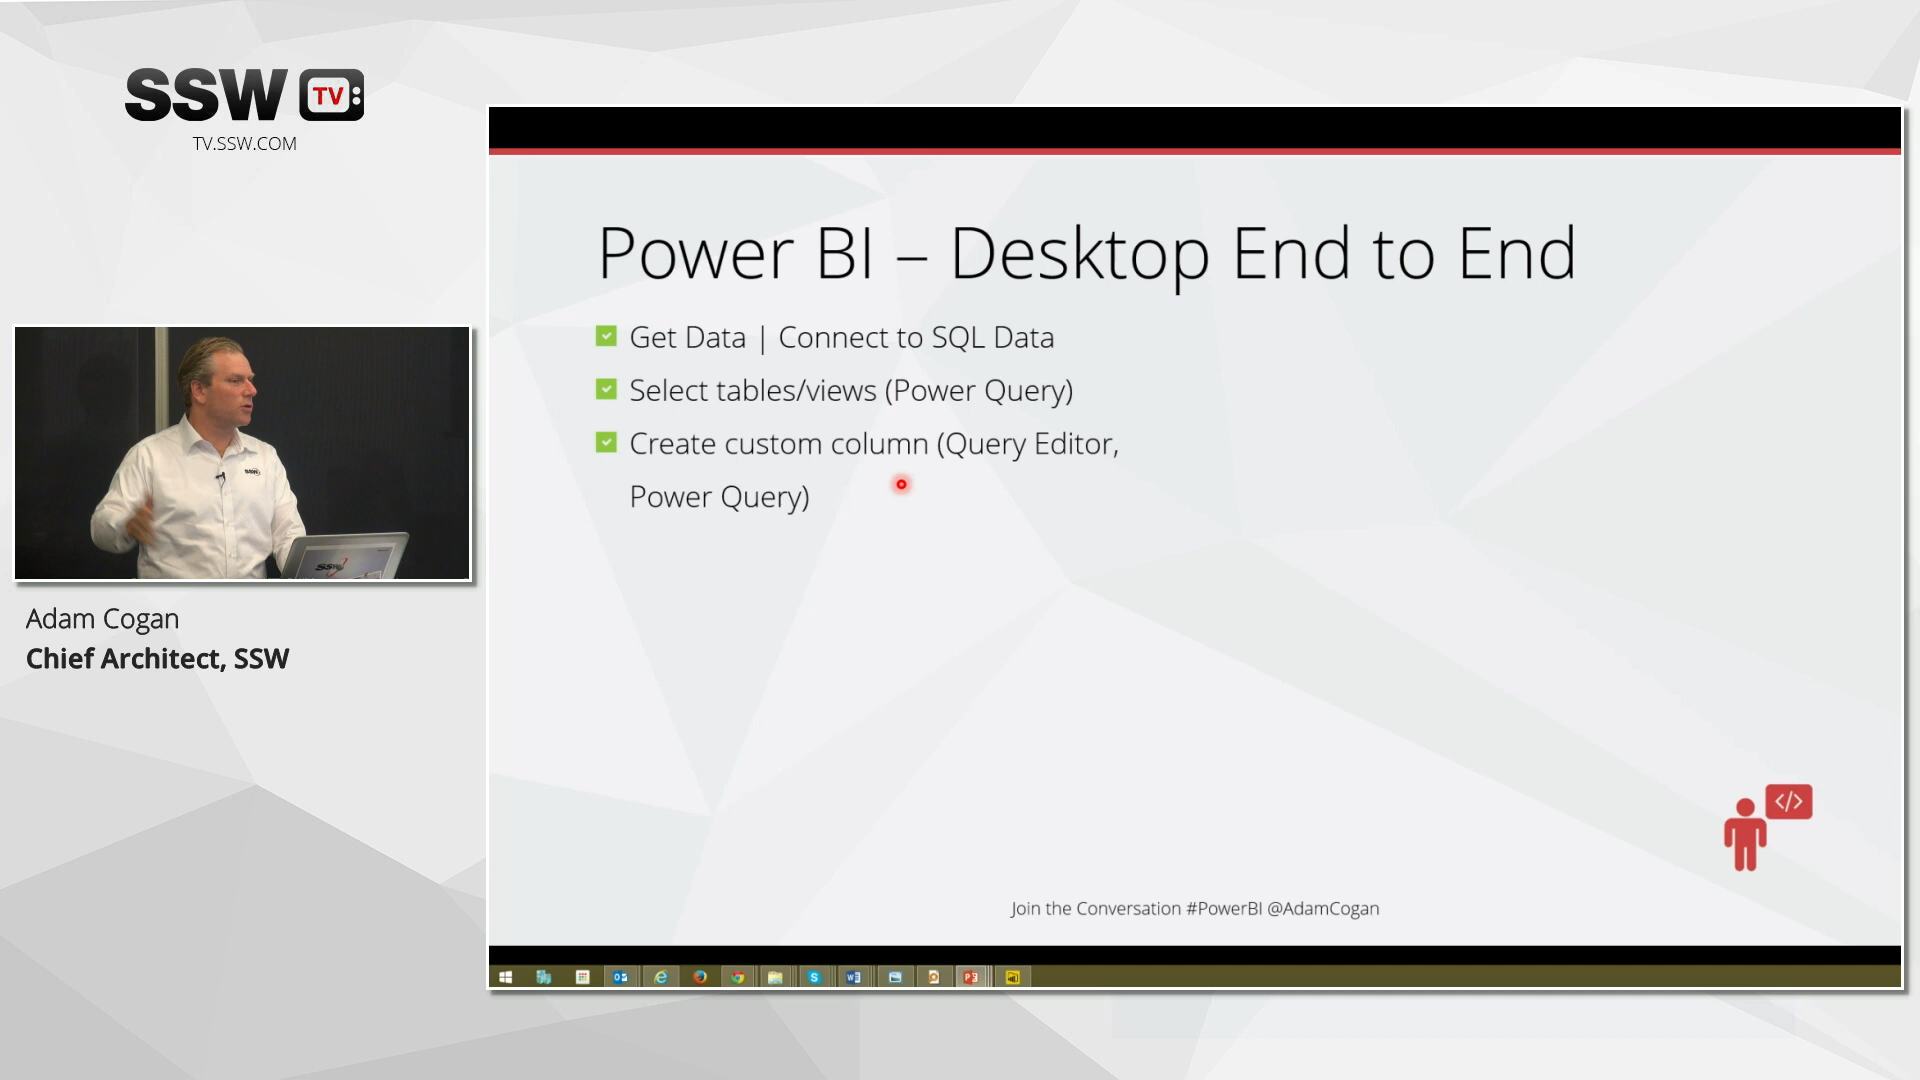 SSW TV
TV.SSW.COM
Power BI – Desktop End to End
Get Data | Connect to SQL Data
Select tables/views (Power Query)
Create custom column (Query Editor,
Power Query)
SSW
SSW
Adam Cogan
Chief Architect, SSW
</>
Join the Conversation #PowerBI @AdamCogan